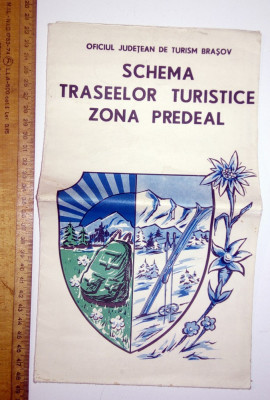 OFICIUL JUDEȚEAN DE TURISM BRAȘOV
SCHEMA
TRASEELOR TURISTICE
ZONA PREDEAL